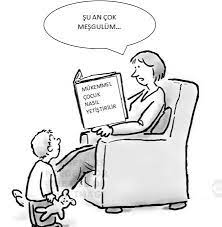 ŞU AN ÇOK
MEŞGULÜM...
MÜKEMMEL
ÇOCUK
NASIL
YETİŞTİRİLİR